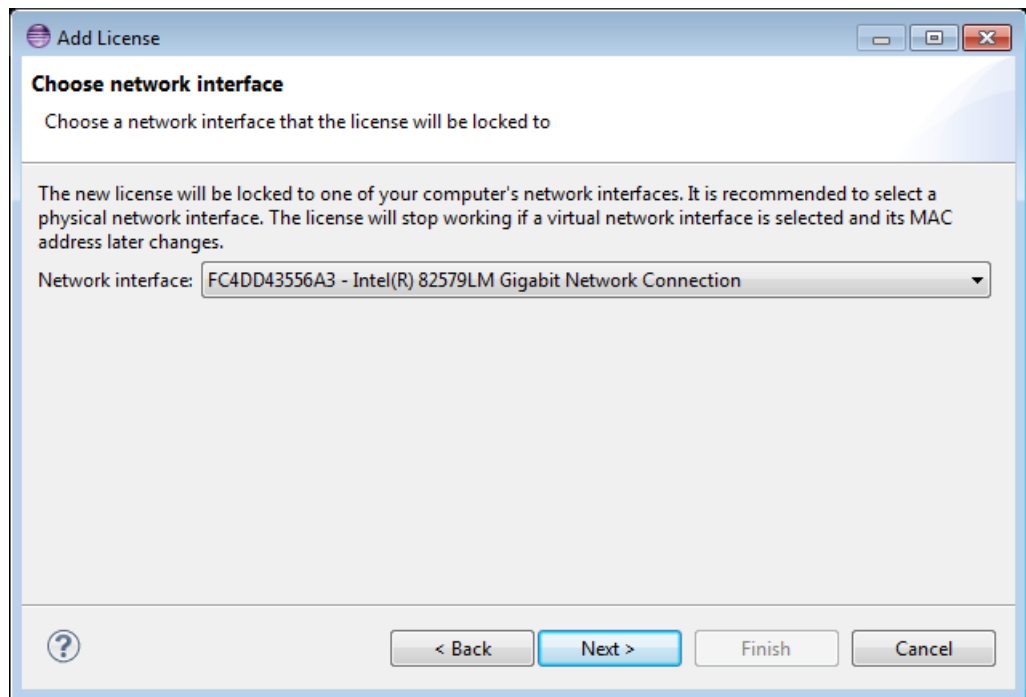 Add License
Choose network interface
Choose a network interface that the license will be locked to
The new license will be locked to one of your computer's network interfaces. It is recommended to select a
physical network interface. The license will stop working if a virtual network interface is selected and its MAC
address later changes.
Network interface: FC4DD43556A3 - Intel(R) 82579LM Gigabit Network Connection
? < Back Next > Finish Cancel